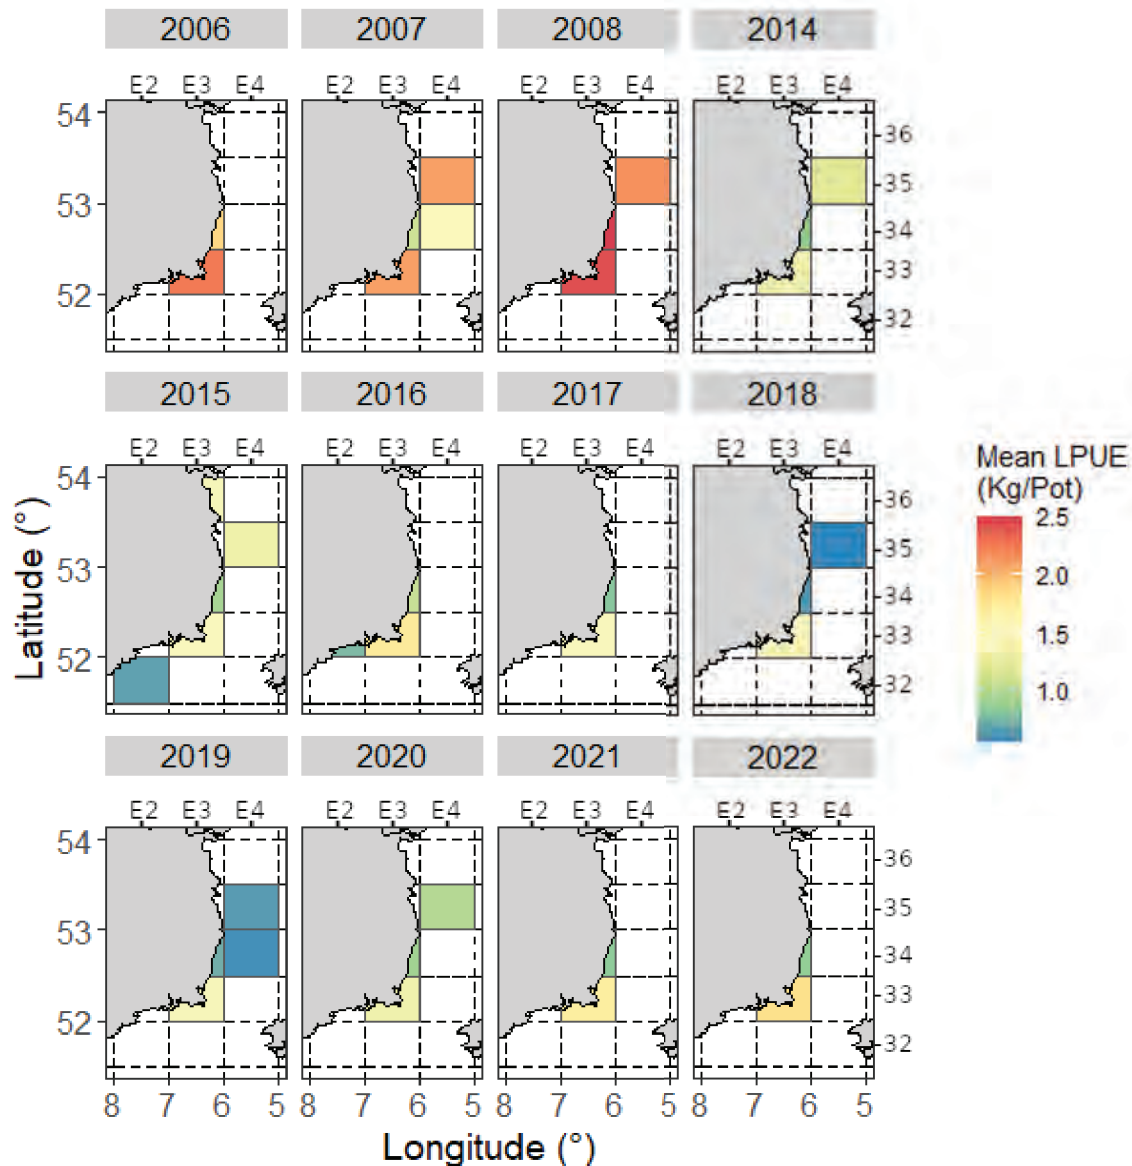 2006 2007 2008 2014
E2 E3 E4 E2 E3 E4 E2 E3 E4 E2 E3 E4
54
53
52
36
35
34
33
32
2015 2016 2017 2018
E2 E3 E4 E2 E3 E4 E2 E3 E4 E2 E3 E4
54
53
52
36
35
34
33
32
Latitude (°)
Mean LPUE
(Kg/Pot)
2.5
2.0
1.5
1.0
2019 2020 2021 2022
E2 E3 E4 E2 E3 E4 E2 E3 E4 E2 E3 E4
54
53
52
36
35
34
33
32
8 7 6 5 8 7 6 5 8 7 6 5 8 7 6 5
Longitude (°)